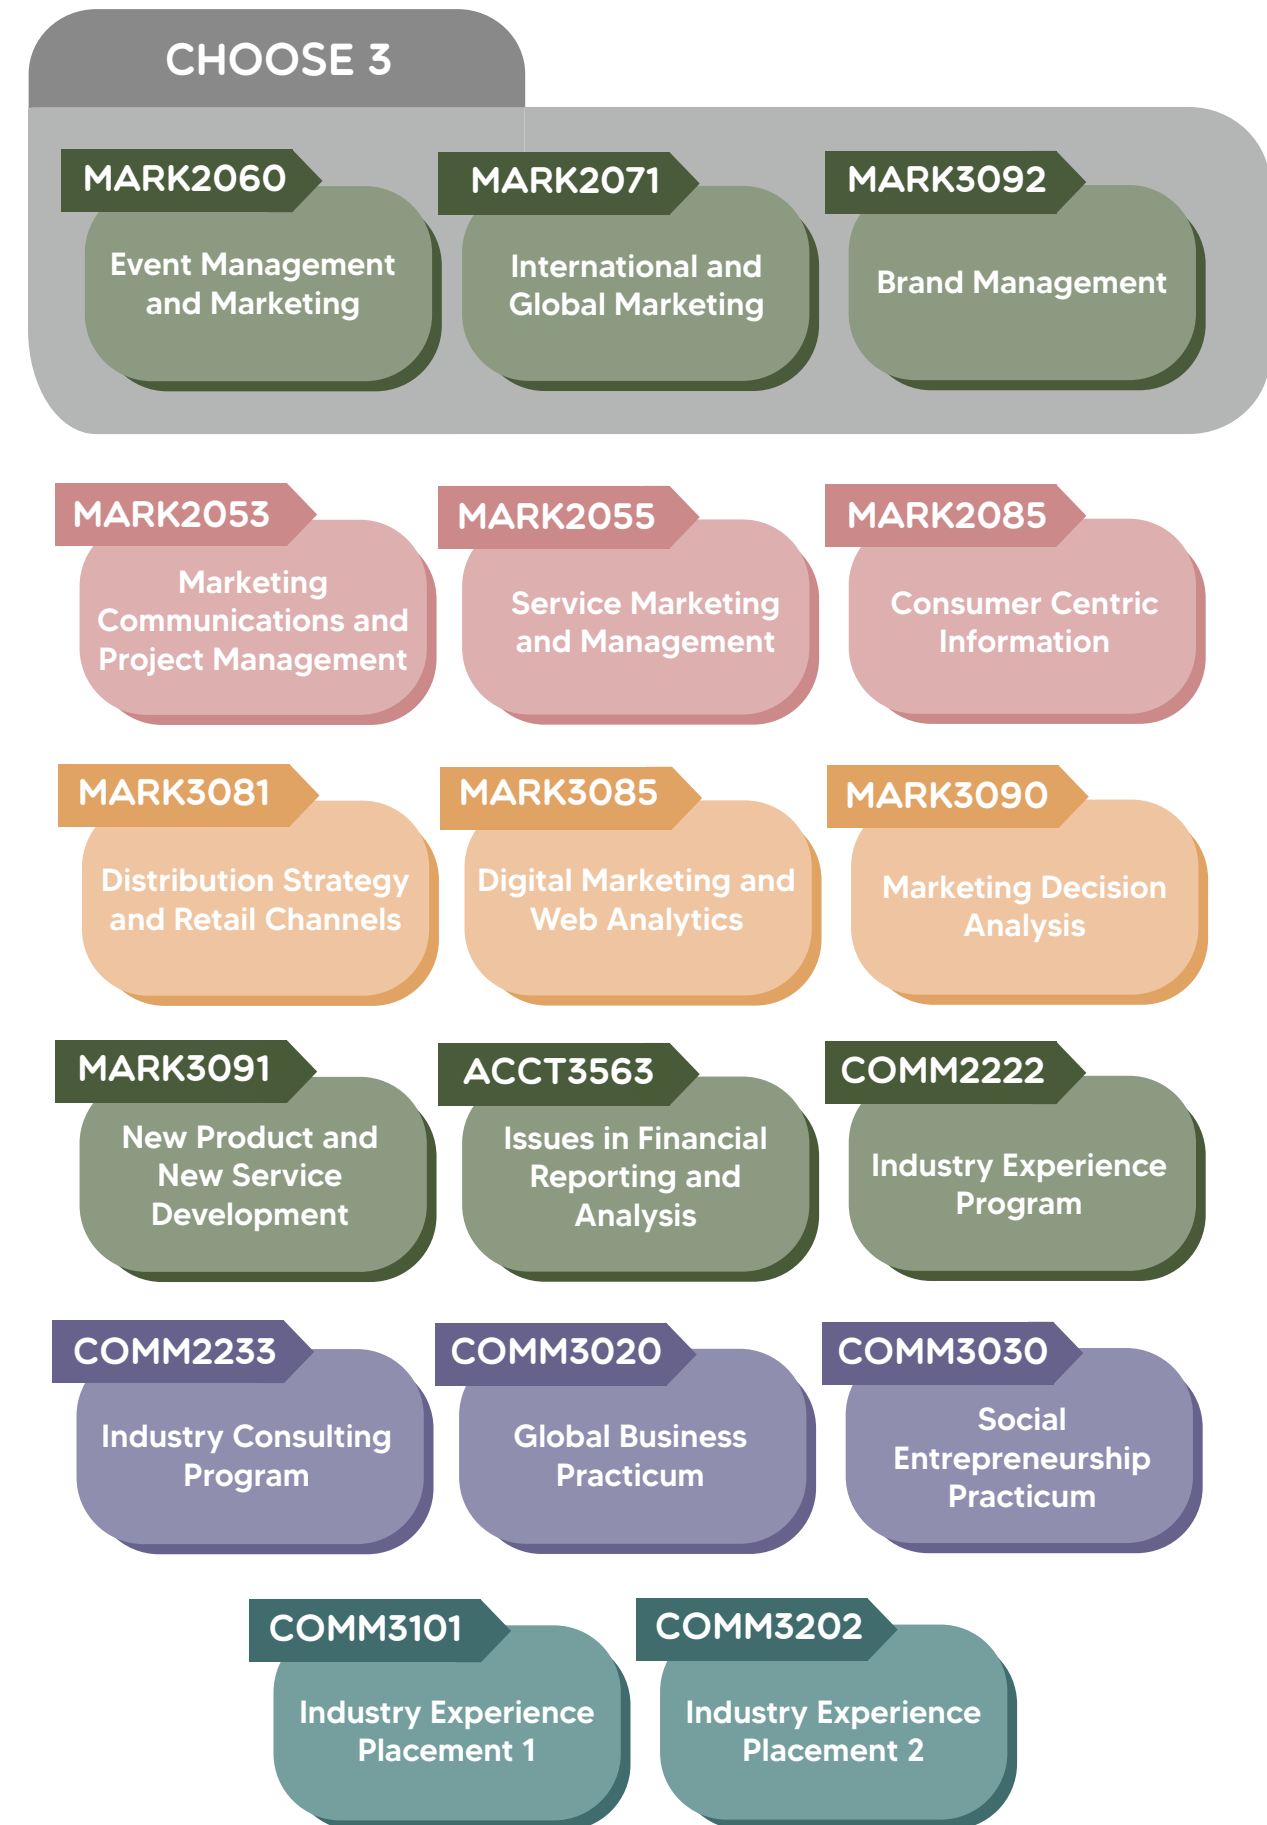 CHOOSE 3
MARK2060
Event Management
and Marketing
MARK2071
International and
Global Marketing
MARK3092
Brand Management
MARK2053
Marketing
Communications and
Project Management
MARK2055
Service Marketing
and Management
MARK2085
Consumer Centric
Information
MARK3081
Distribution Strategy
and Retail Channels
MARK3085
Digital Marketing and
Web Analytics
MARK3090
Marketing Decision
Analysis
MARK3091
New Product and
New Service
Development
ACCT3563
Issues in Financial
Reporting and
Analysis
COMM2222
Industry Experience
Program
COMM2233
Industry Consulting
Program
COMM3020
Global Business
Practicum
COMM3030
Social
Entrepreneurship
Practicum
COMM3101
Industry Experience
Placement 1
COMM3202
Industry Experience
Placement 2